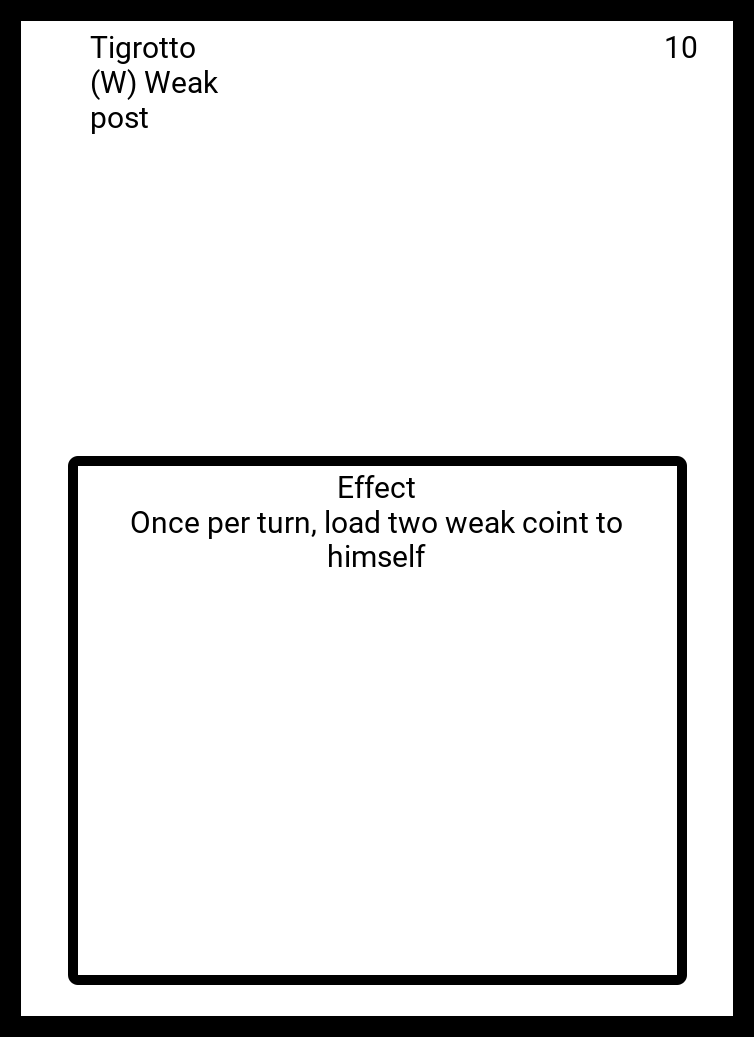 Tigrotto
10
(W) Weak
post
Effect
Once per turn, load two weak coint to
himself